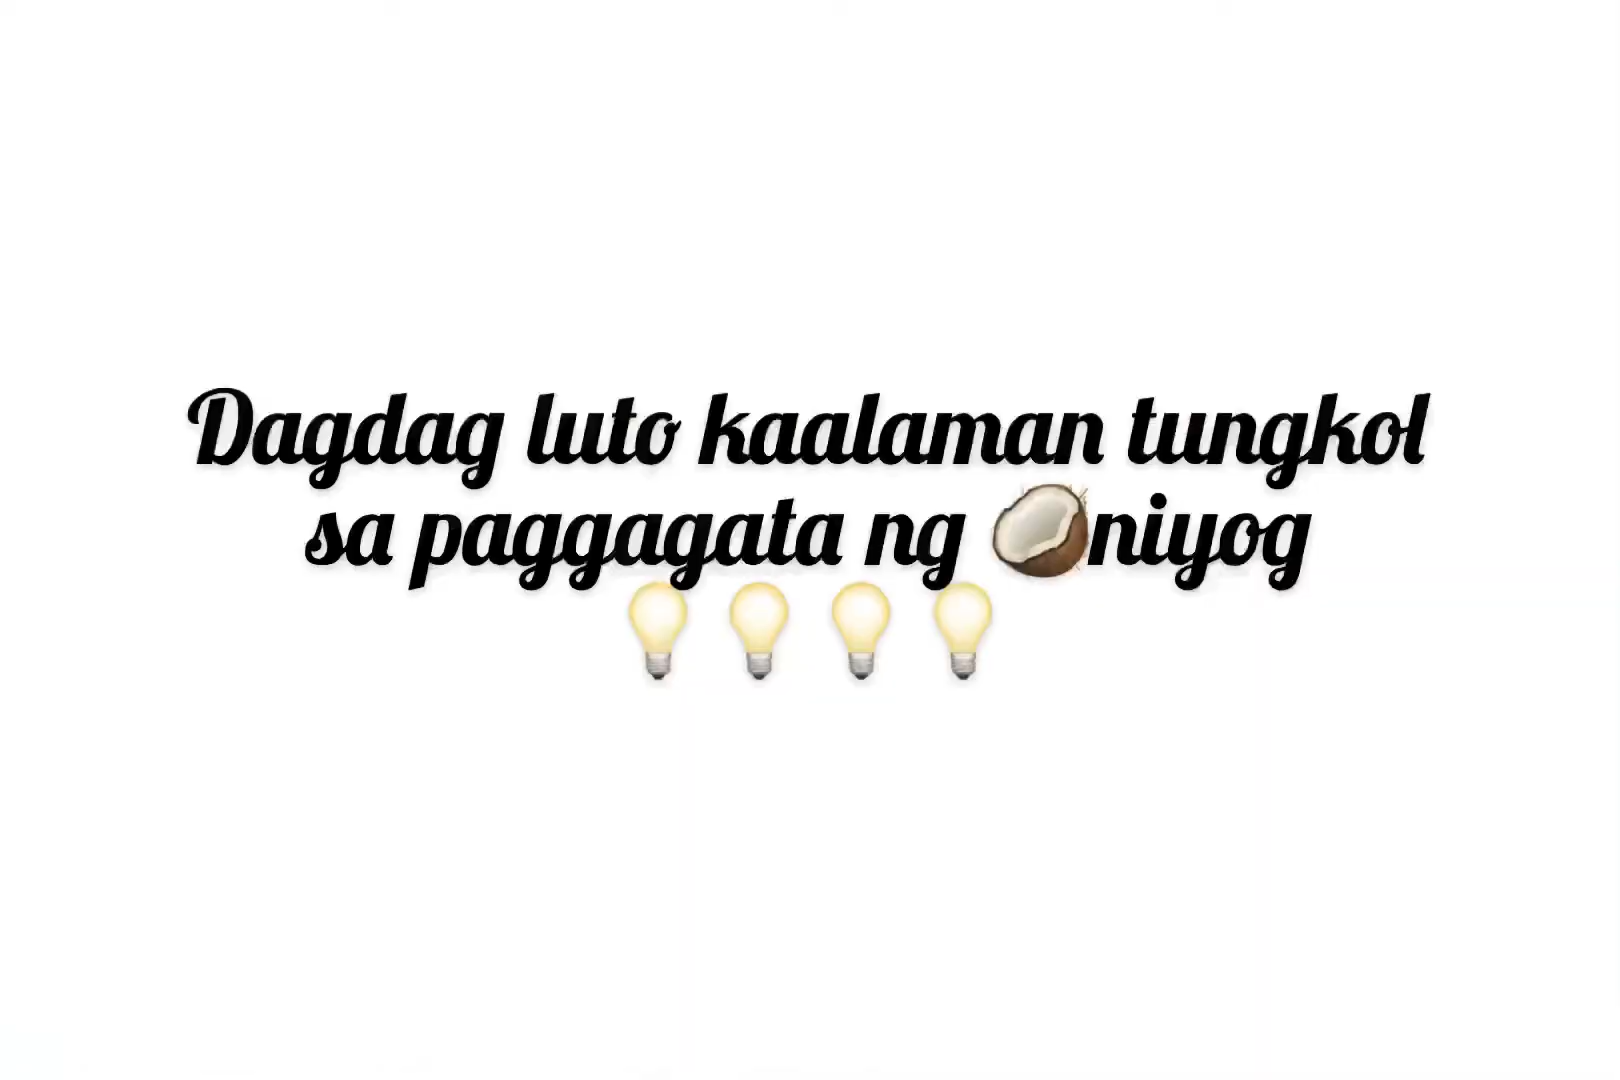 Dagdag luto kaalaman tungkol
sa paggagata ng 🥥niyog
💡💡💡💡